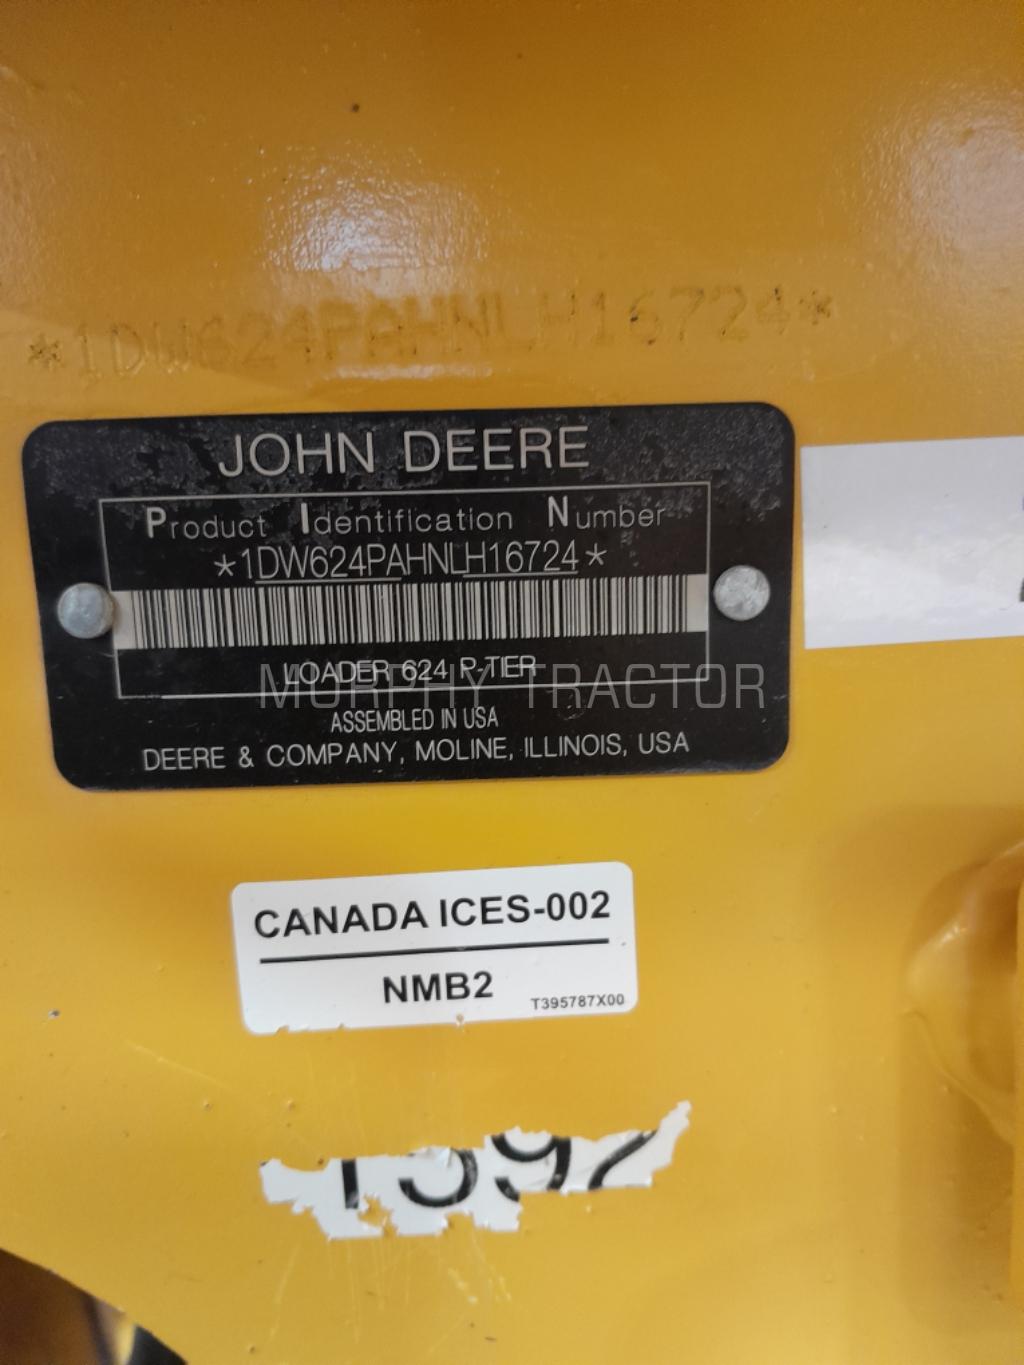 *1DW624PAHNLH16724*
JOHN DEERE
Product Identification Number
*1DW624PAHNLH16724*
LOADER 624 P-TIER
MURPHY TRACTOR
ASSEMBLED IN USA
DEERE & COMPANY, MOLINE, ILLINOIS, USA
CANADA ICES-002
NMB2
T395787X00